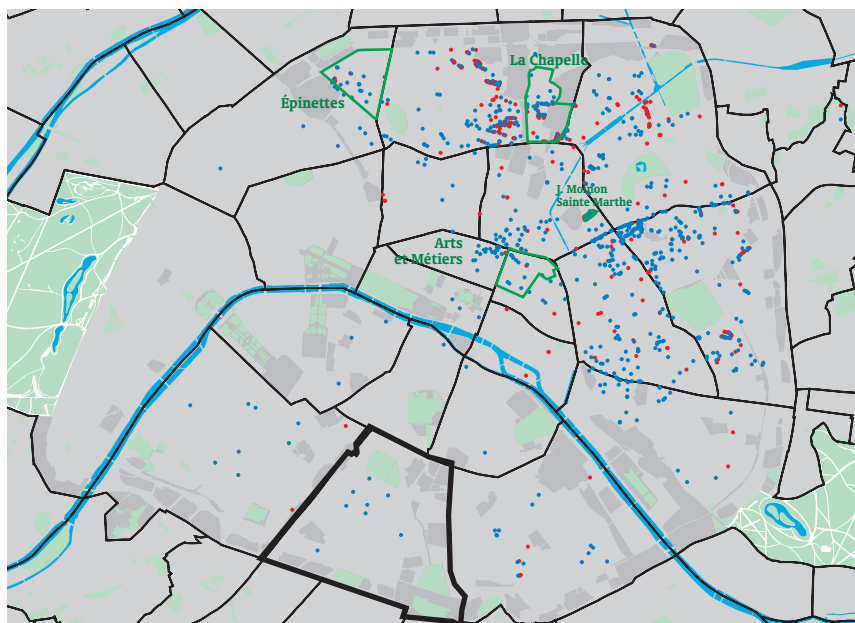 La Chapelle
Épinettes
J. Moinon
Sainte Marthe
Arts
et Métiers